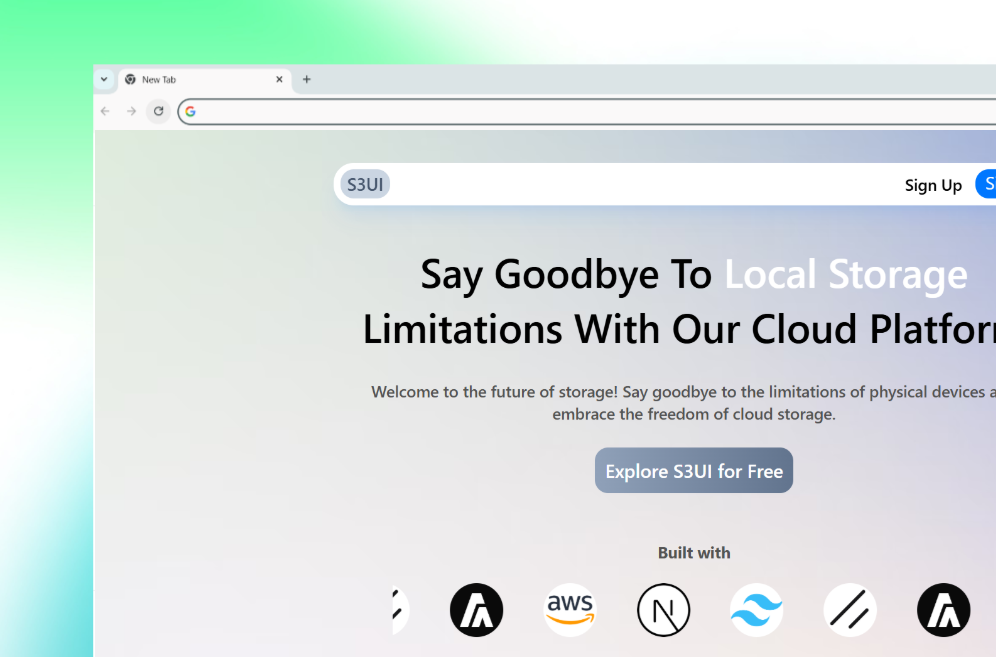 New Tab
S3UI
Sign Up
Say Goodbye To Local Storage
Limitations With Our Cloud Platfor
Welcome to the future of storage! Say goodbye to the limitations of physical devices a
embrace the freedom of cloud storage.
Explore S3UI for Free
Built with
aws